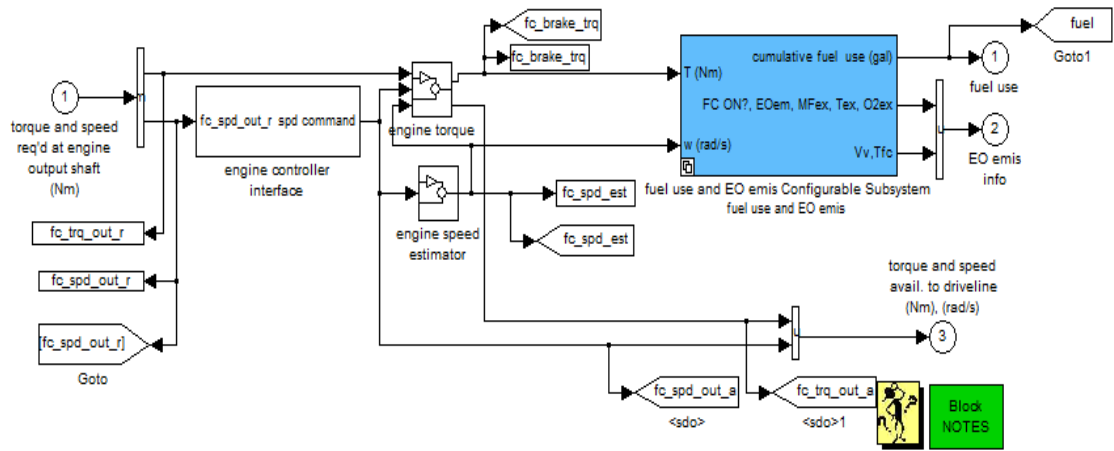 fc_brake_trq
fuel
fc_brake_trq
Goto1
cumulative fuel use (gal)
1
T (Nm)
fuel use
1
m
FC ON?, EOem, MFex, Tex, O2ex
fc_spd_out_r spd command
u
2
torque and speed
req'd at engine
output shaft
(Nm)
engine torque
w (rad/s)
Vv,Tfc
EO emis
info
engine controller
interface
fuel use and EO emis Configurable Subsystem
fuel use and EO emis
fc_spd_est
fc_trq_out_r
engine speed
estimator
fc_spd_est
fc_spd_out_r
torque and speed
avail. to driveline
(Nm), (rad/s)
[fc_spd_out_r]
u
3
Goto
fc_spd_out_a
fc_trq_out_a
Block
NOTES
<sdo>
<sdo>1